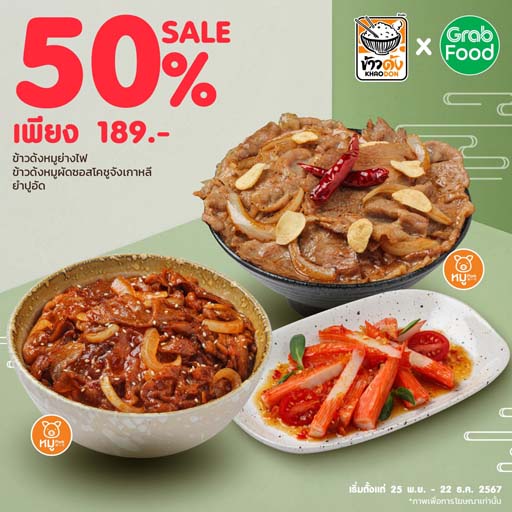 50%
SALE
ข้าวดัง
KHAODON
X
Grab
Food
เพียง 189.-
ข้าวดังหมูย่างไฟ
ข้าวดังหมูผัดซอสโคชูจังเกาหลี
ยำปูอัด
หมู
หมู
เริ่มตั้งแต่ 25 พ.ย. - 22 ธ.ค. 2567
*ภาพเพื่อการโฆษณาเท่านั้น